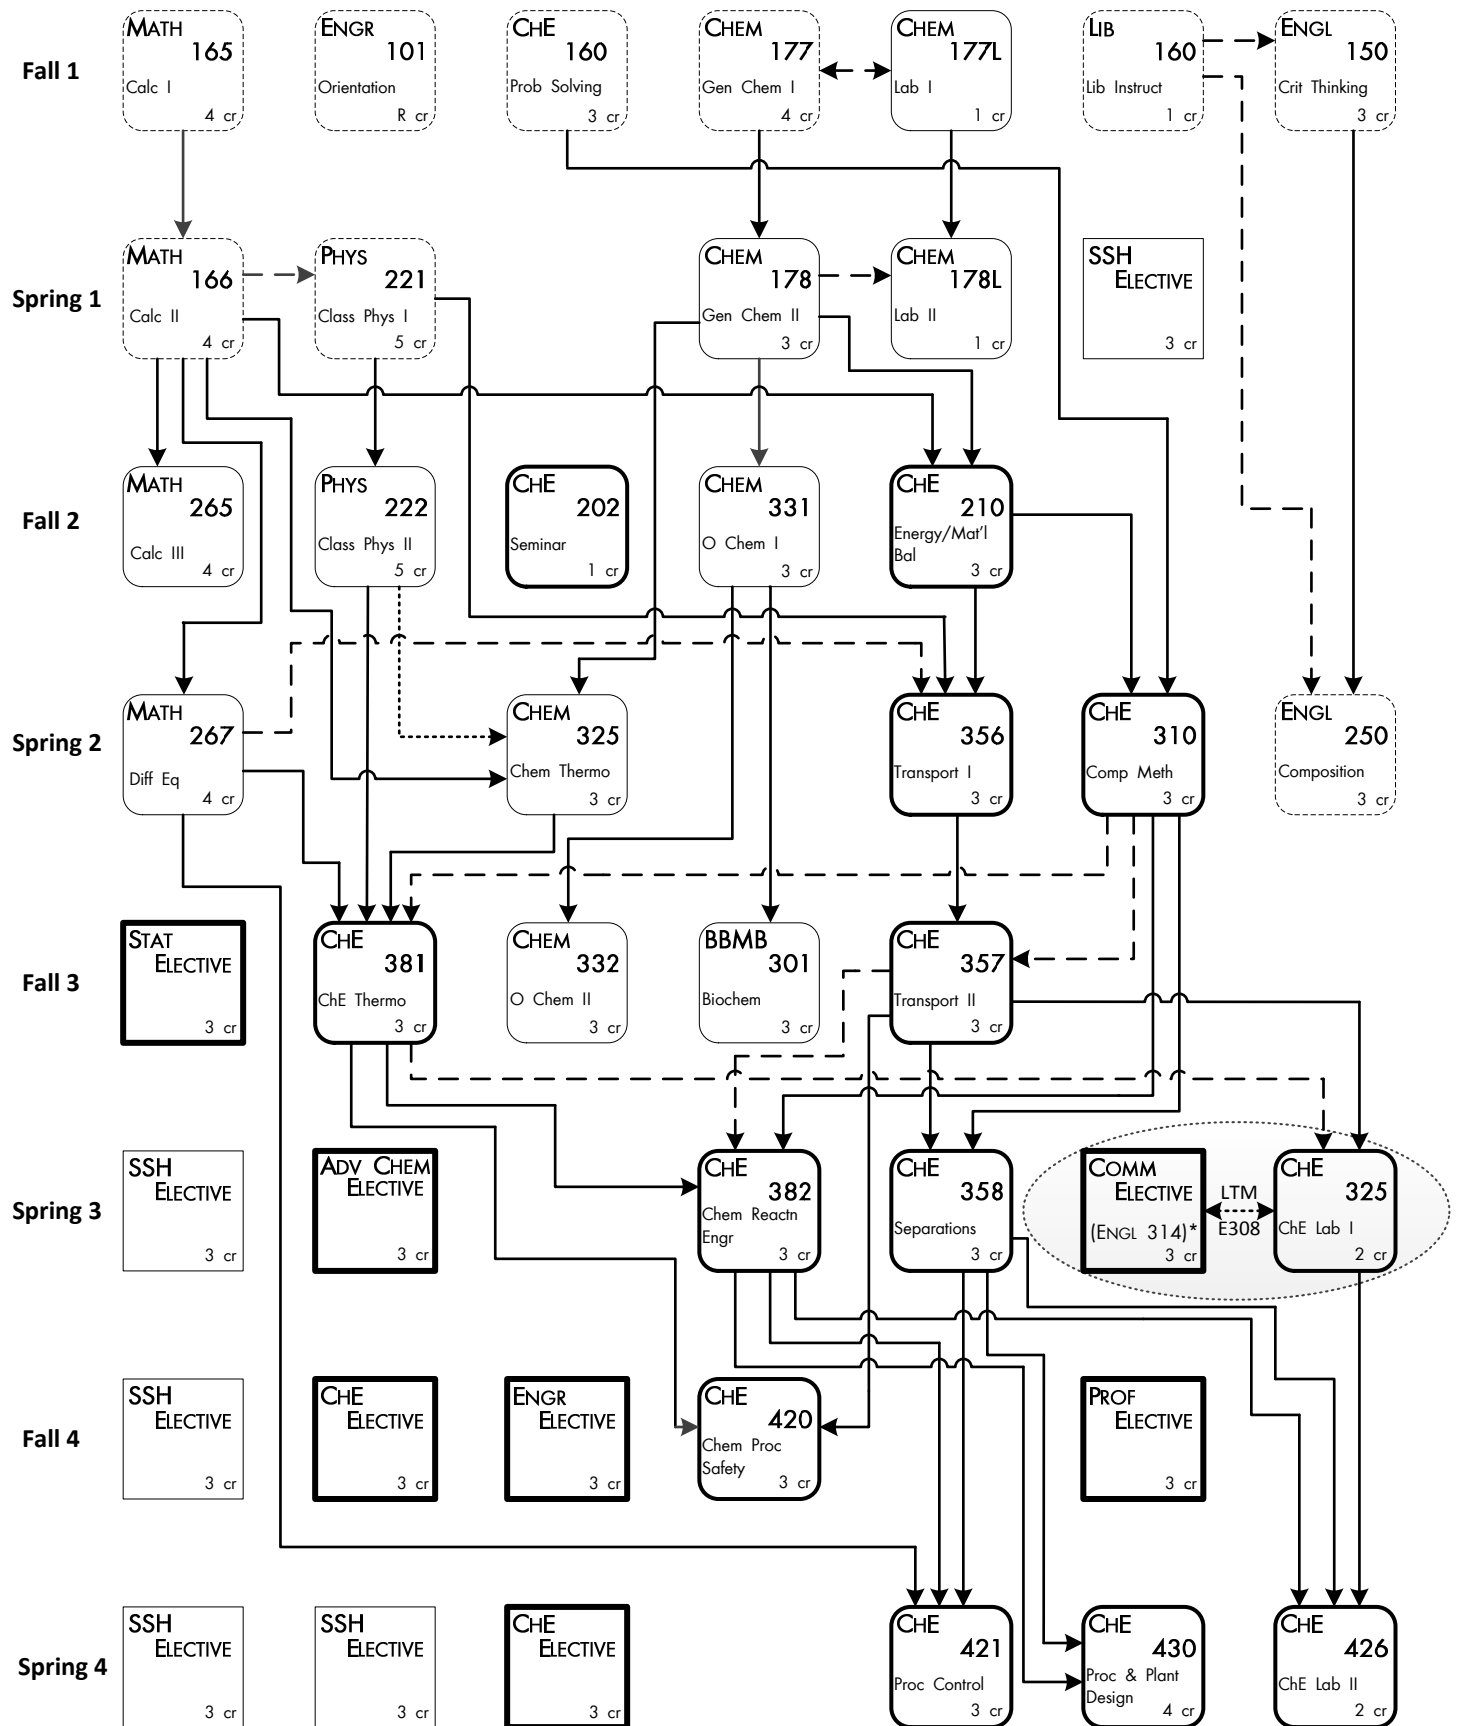 Fall 1
MATH
165
Calc I
4 cr
ENGR
101
Orientation
R cr
CHE
160
Prob Solving
3 cr
CHEM
177
Gen Chem I
4 cr
CHEM
177L
Lab I
1 cr
LIB
160
Lib Instruct
1 cr
ENGL
150
Crit Thinking
3 cr
Spring 1
MATH
166
Calc II
4 cr
PHYS
221
Class Phys I
5 cr
CHEM
178
Gen Chem II
3 cr
CHEM
178L
Lab II
1 cr
SSH
ELECTIVE
3 cr
Fall 2
MATH
265
Calc III
4 cr
PHYS
222
Class Phys II
5 cr
CHE
202
Seminar
1 cr
CHEM
331
O Chem I
3 cr
CHE
210
Energy/Mat'l
Bal
3 cr
Spring 2
MATH
267
Diff Eq
4 cr
CHEM
325
Chem Thermo
3 cr
CHE
356
Transport I
3 cr
CHE
310
Comp Meth
3 cr
ENGL
250
Composition
3 cr
Fall 3
STAT
ELECTIVE
3 cr
CHE
381
ChE Thermo
3 cr
CHEM
332
O Chem II
3 cr
BBMB
301
Biochem
3 cr
CHE
357
Transport II
3 cr
Spring 3
SSH
ELECTIVE
3 cr
ADV CHEM
ELECTIVE
3 cr
CHE
382
Chem Reactn
Engr
3 cr
CHE
358
Separations
3 cr
COMM
ELECTIVE
(ENGL 314)*
3 cr
LTM
E308
CHE
325
ChE Lab I
2 cr
Fall 4
SSH
ELECTIVE
3 cr
CHE
ELECTIVE
3 cr
ENGR
ELECTIVE
3 cr
CHE
420
Chem Proc
Safety
3 cr
PROF
ELECTIVE
3 cr
Spring 4
SSH
ELECTIVE
3 cr
SSH
ELECTIVE
3 cr
CHE
ELECTIVE
3 cr
CHE
421
Proc Control
3 cr
CHE
430
Proc & Plant
Design
4 cr
CHE
426
ChE Lab II
2 cr